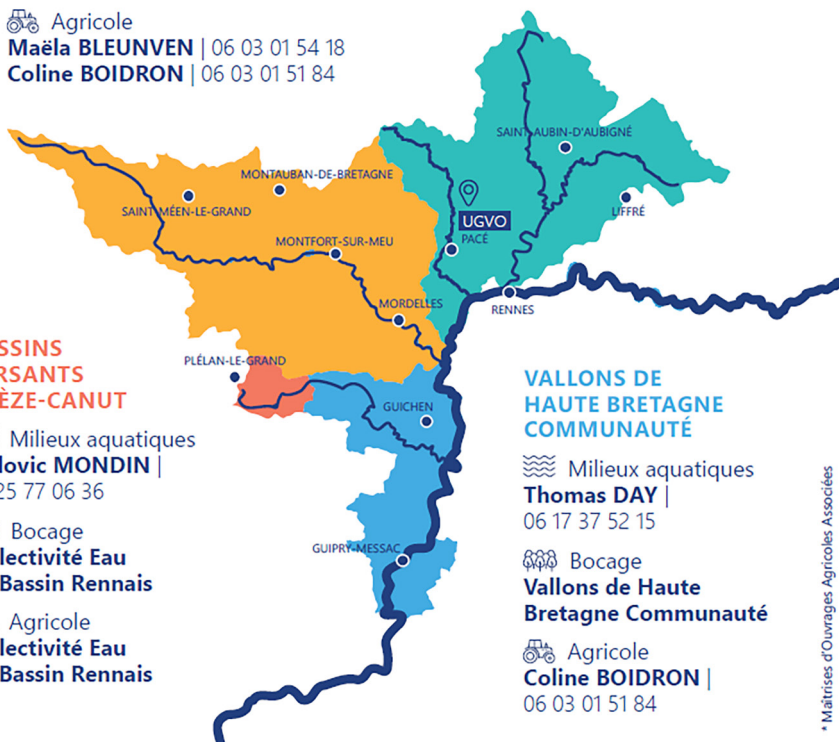 Agricole
Maëla BLEUNVEN | 06 03 01 54 18
Coline BOIDRON | 06 03 01 51 84
SAINT-AUBIN-D'AUBIGNÉ
MONTAUBAN-DE-BRETAGNE
SAINT-MÉEN-LE-GRAND
LIFFRÉ
UGVO
PACÉ
MONTFORT-SUR-MEU
MORDELLES
RENNES
PLÉLAN-LE-GRAND
GUICHEN
GUIPRY-MESSAC
SSINS
RSANTS
ÈZE-CANUT
Milieux aquatiques
lovic MONDIN |
25 77 06 36
Bocage
lectivité Eau
Bassin Rennais
Agricole
lectivité Eau
Bassin Rennais
VALLONS DE
HAUTE BRETAGNE
COMMUNAUTÉ
Milieux aquatiques
Thomas DAY |
06 17 37 52 15
Bocage
Vallons de Haute
Bretagne Communauté
Agricole
Coline BOIDRON |
06 03 01 51 84
* Maîtrises d'Ouvrages Agricoles Associées